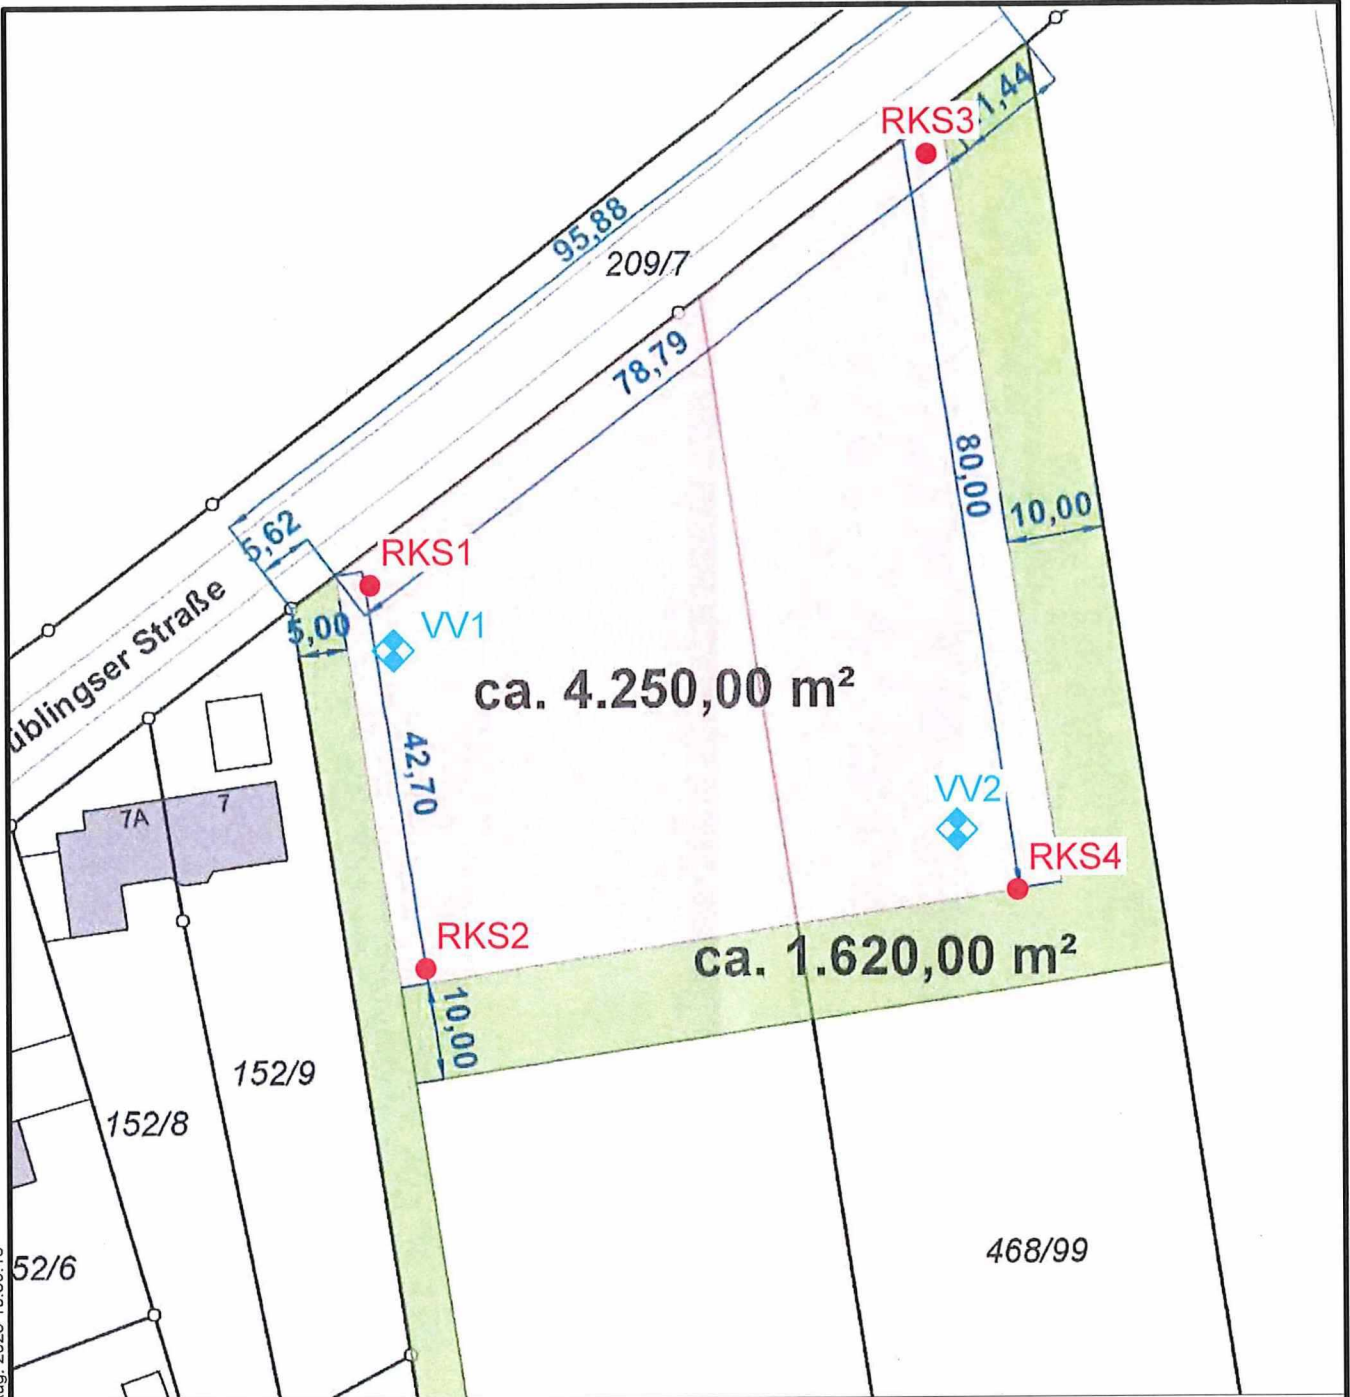 1,44
RKS3
95,88
209/7
78,79
80,00
10,00
5,62
RKS1
5,00
VV1
üblingser Straße
ca. 4.250,00 m²
42,70
VV2
7A
7
RKS4
RKS2
ca. 1.620,00 m²
10,00
152/9
152/8
468/99
52/6